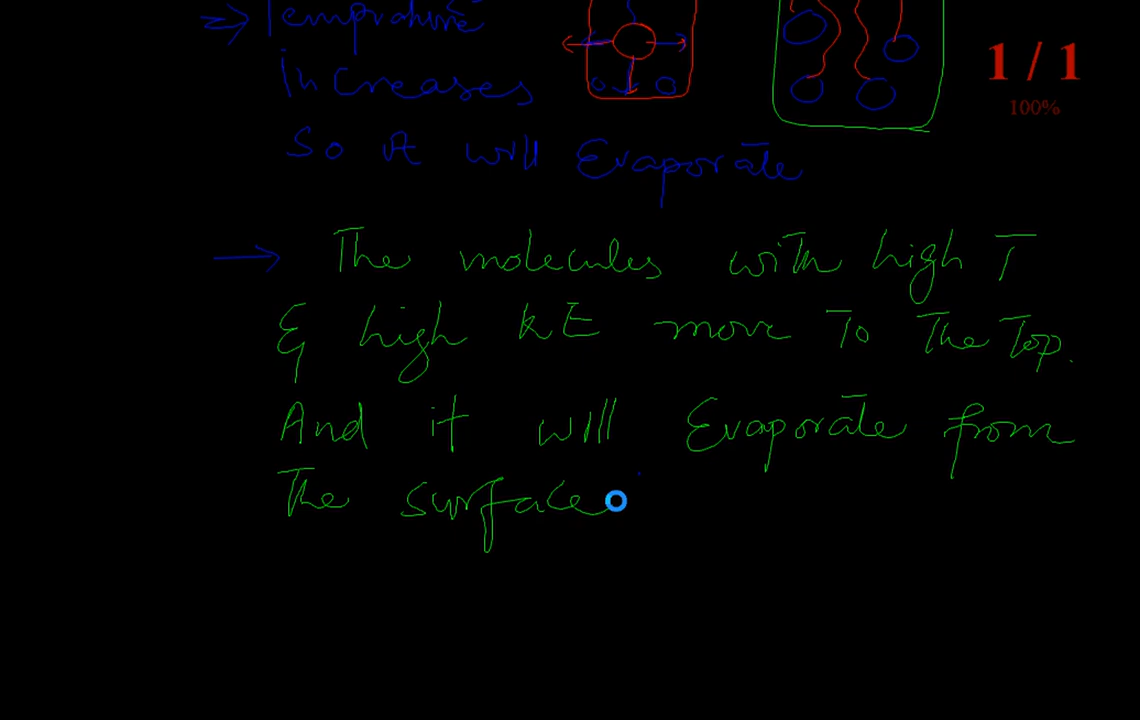 ⇒ Temprature
increases
1 / 1
100%
So it will Evaporate
→ The molecules with high T
& high KE move To The Top.
And it will Evaporate from
The surface